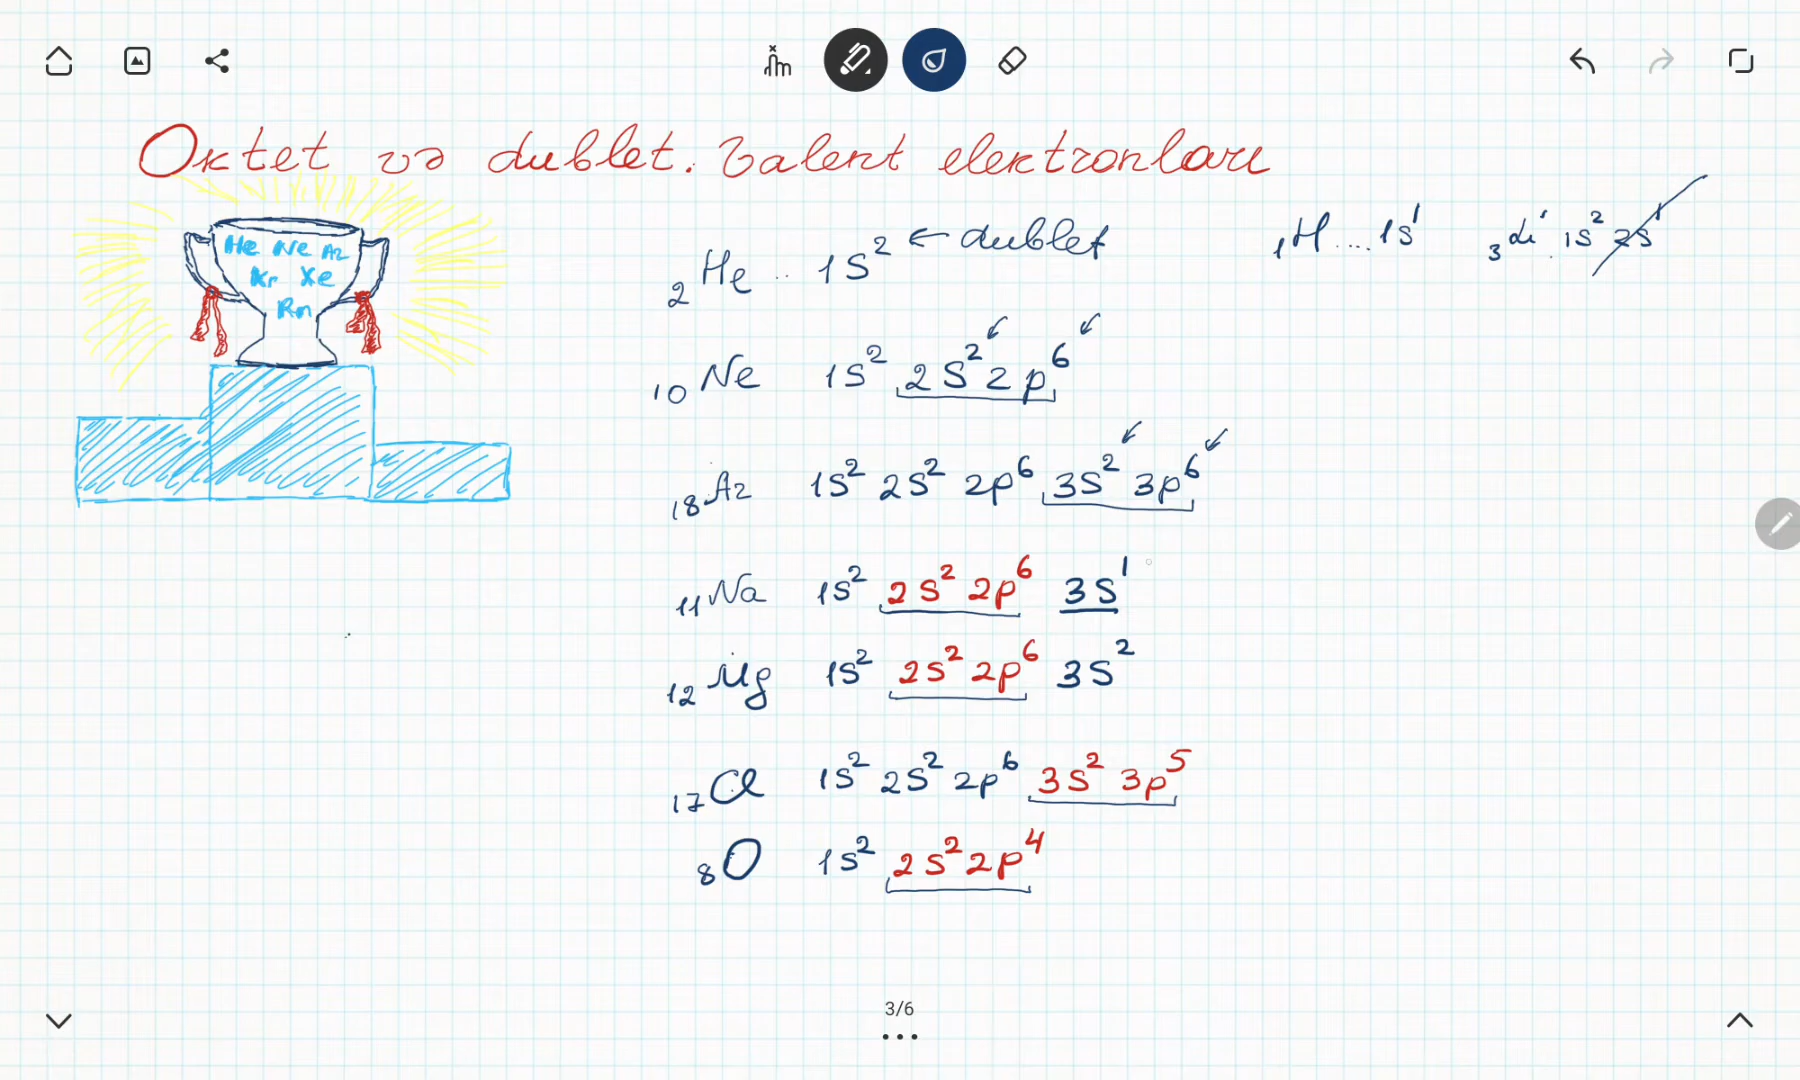 Oktet və dublet. Valent elektronları
He Ne Ar
Kr Xe
Rn
₂He .. 1s² ← dublet
₁H .... 1s¹
₃Li 1s² 2s¹
₁₀Ne 1s² 2s² 2p⁶
₁₈Ar 1s² 2s² 2p⁶ 3s² 3p⁶
₁₁Na 1s² 2s² 2p⁶ 3s¹
₁₂Mg 1s² 2s² 2p⁶ 3s²
₁₇Cl 1s² 2s² 2p⁶ 3s² 3p⁵
₈O 1s² 2s² 2p⁴
3/6